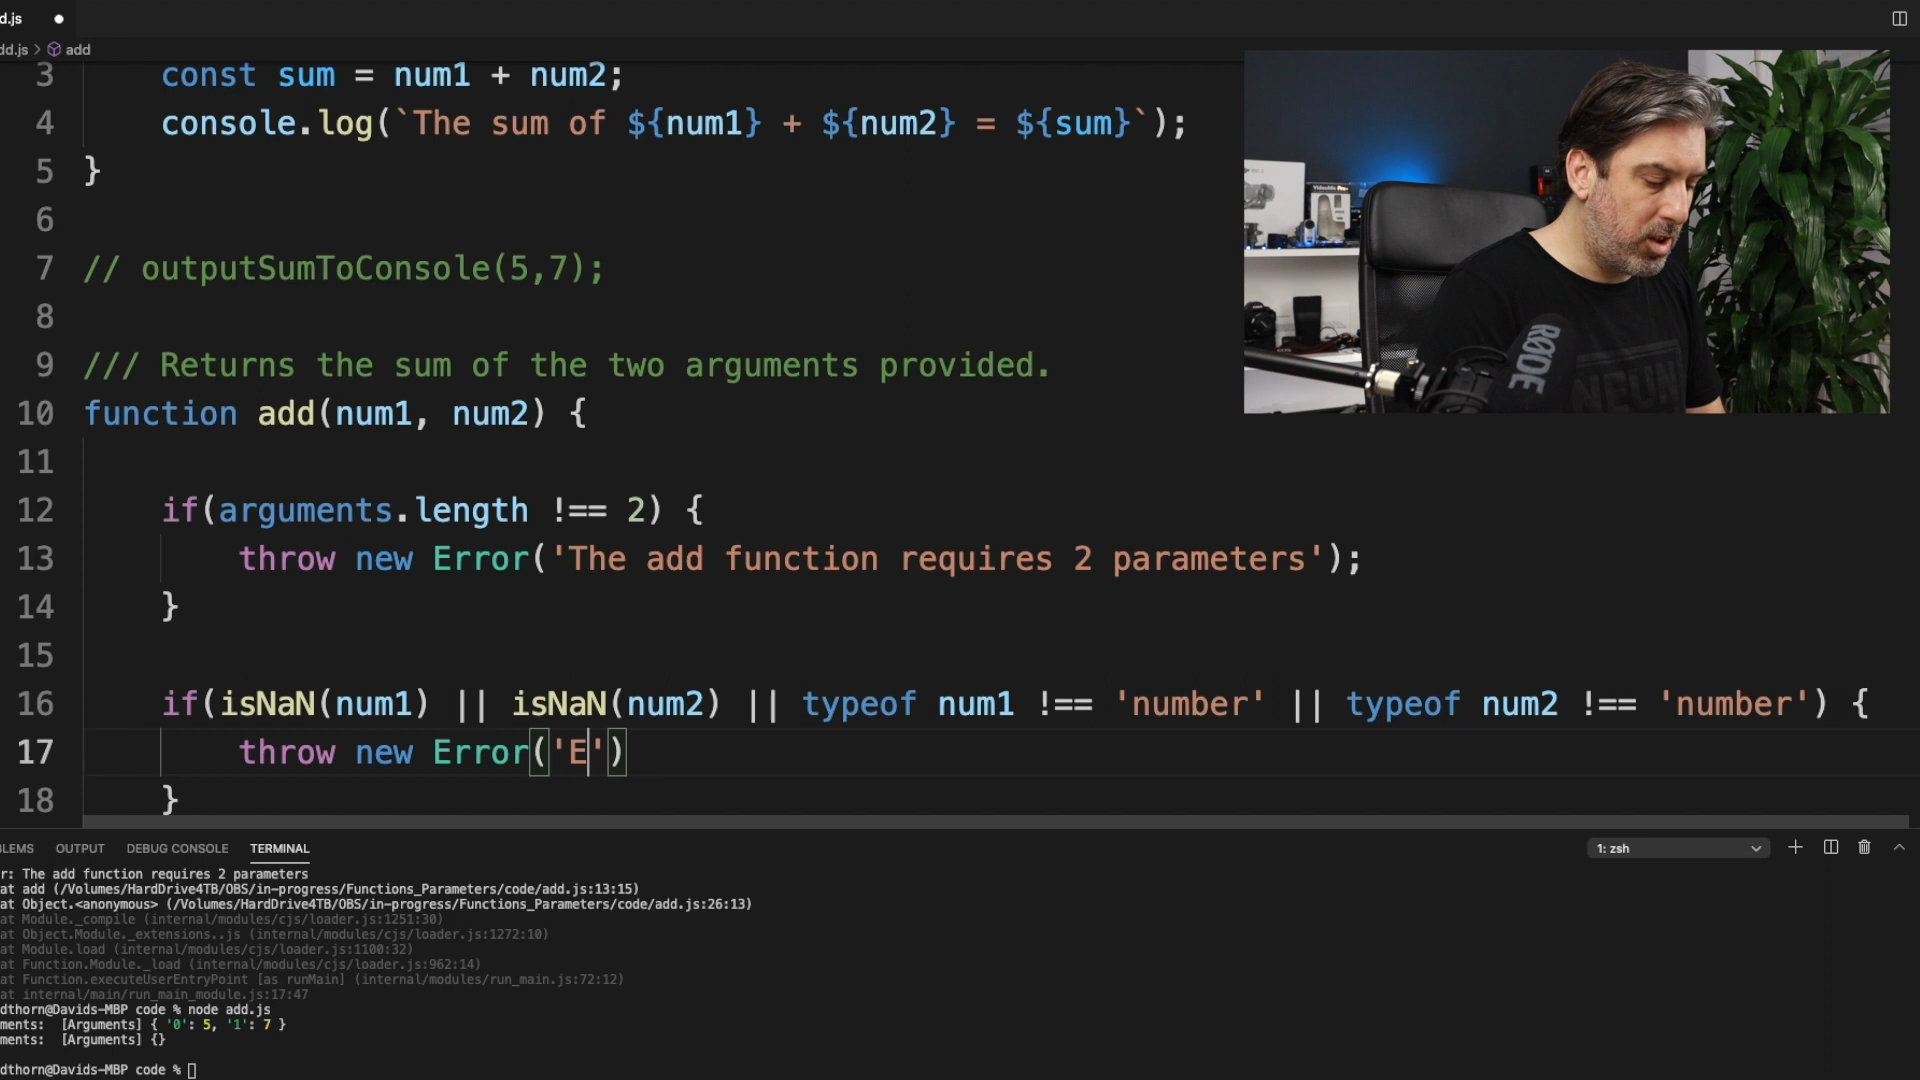 d.js
dd.js > add
3 const sum = num1 + num2;
4 console.log(`The sum of ${num1} + ${num2} = ${sum}`);
5 }
6
7 // outputSumToConsole(5,7);
8
9 /// Returns the sum of the two arguments provided.
10 function add(num1, num2) {
11
12 if(arguments.length !== 2) {
13 throw new Error('The add function requires 2 parameters');
14 }
15
16 if(isNaN(num1) || isNaN(num2) || typeof num1 !== 'number' || typeof num2 !== 'number') {
17 throw new Error('E')
18 }
VideoMic Pro+
RØDE
LEMS OUTPUT DEBUG CONSOLE TERMINAL 1: zsh
r: The add function requires 2 parameters
at add (/Volumes/HardDrive4TB/OBS/in-progress/Functions_Parameters/code/add.js:13:15)
at Object.<anonymous> (/Volumes/HardDrive4TB/OBS/in-progress/Functions_Parameters/code/add.js:26:13)
at Module._compile (internal/modules/cjs/loader.js:1251:30)
at Object.Module._extensions..js (internal/modules/cjs/loader.js:1272:10)
at Module.load (internal/modules/cjs/loader.js:1100:32)
at Function.Module._load (internal/modules/cjs/loader.js:962:14)
at Function.executeUserEntryPoint [as runMain] (internal/modules/run_main.js:72:12)
at internal/main/run_main_module.js:17:47
dthorn@Davids-MBP code % node add.js
ments: [Arguments] { '0': 5, '1': 7 }
ments: [Arguments] {}
dthorn@Davids-MBP code %